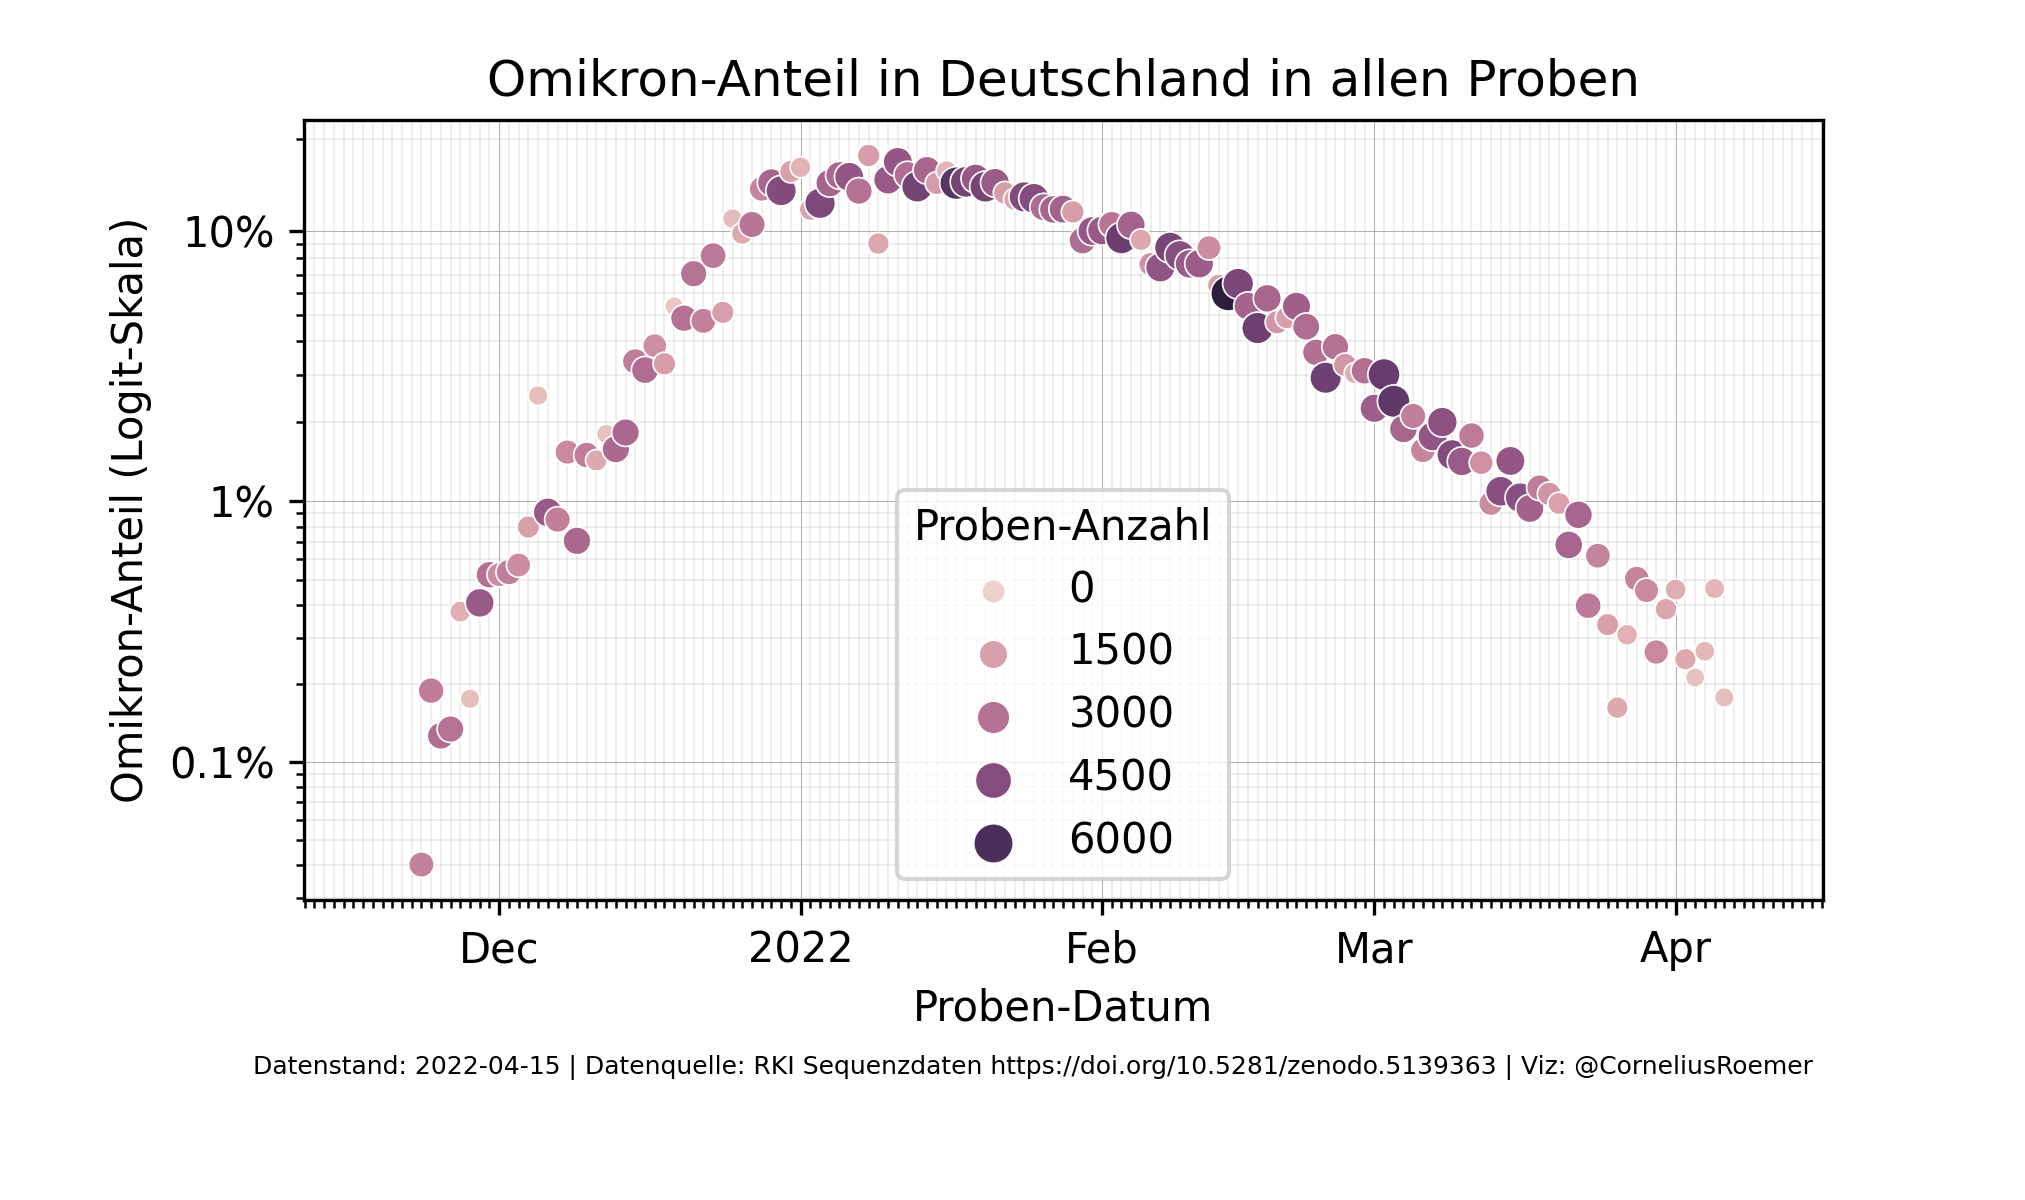 Omikron-Anteil in Deutschland in allen Proben
Omikron-Anteil (Logit-Skala)
10%
1%
0.1%
Proben-Anzahl
0
1500
3000
4500
6000
Dec 2022 Feb Mar Apr
Proben-Datum
Datenstand: 2022-04-15 | Datenquelle: RKI Sequenzdaten https://doi.org/10.5281/zenodo.5139363 | Viz: @CorneliusRoemer